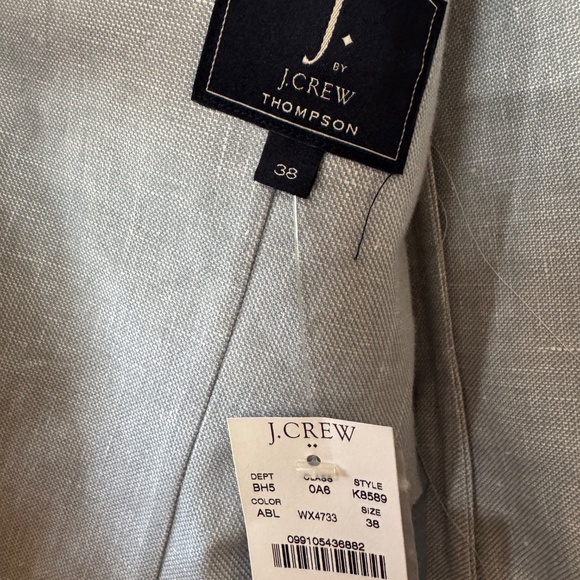 J.
BY
J.CREW
THOMPSON
38
J.CREW
DEPT CLASS STYLE
BH5 0A6 K8589
COLOR SIZE
ABL WX4733 38
099105436882